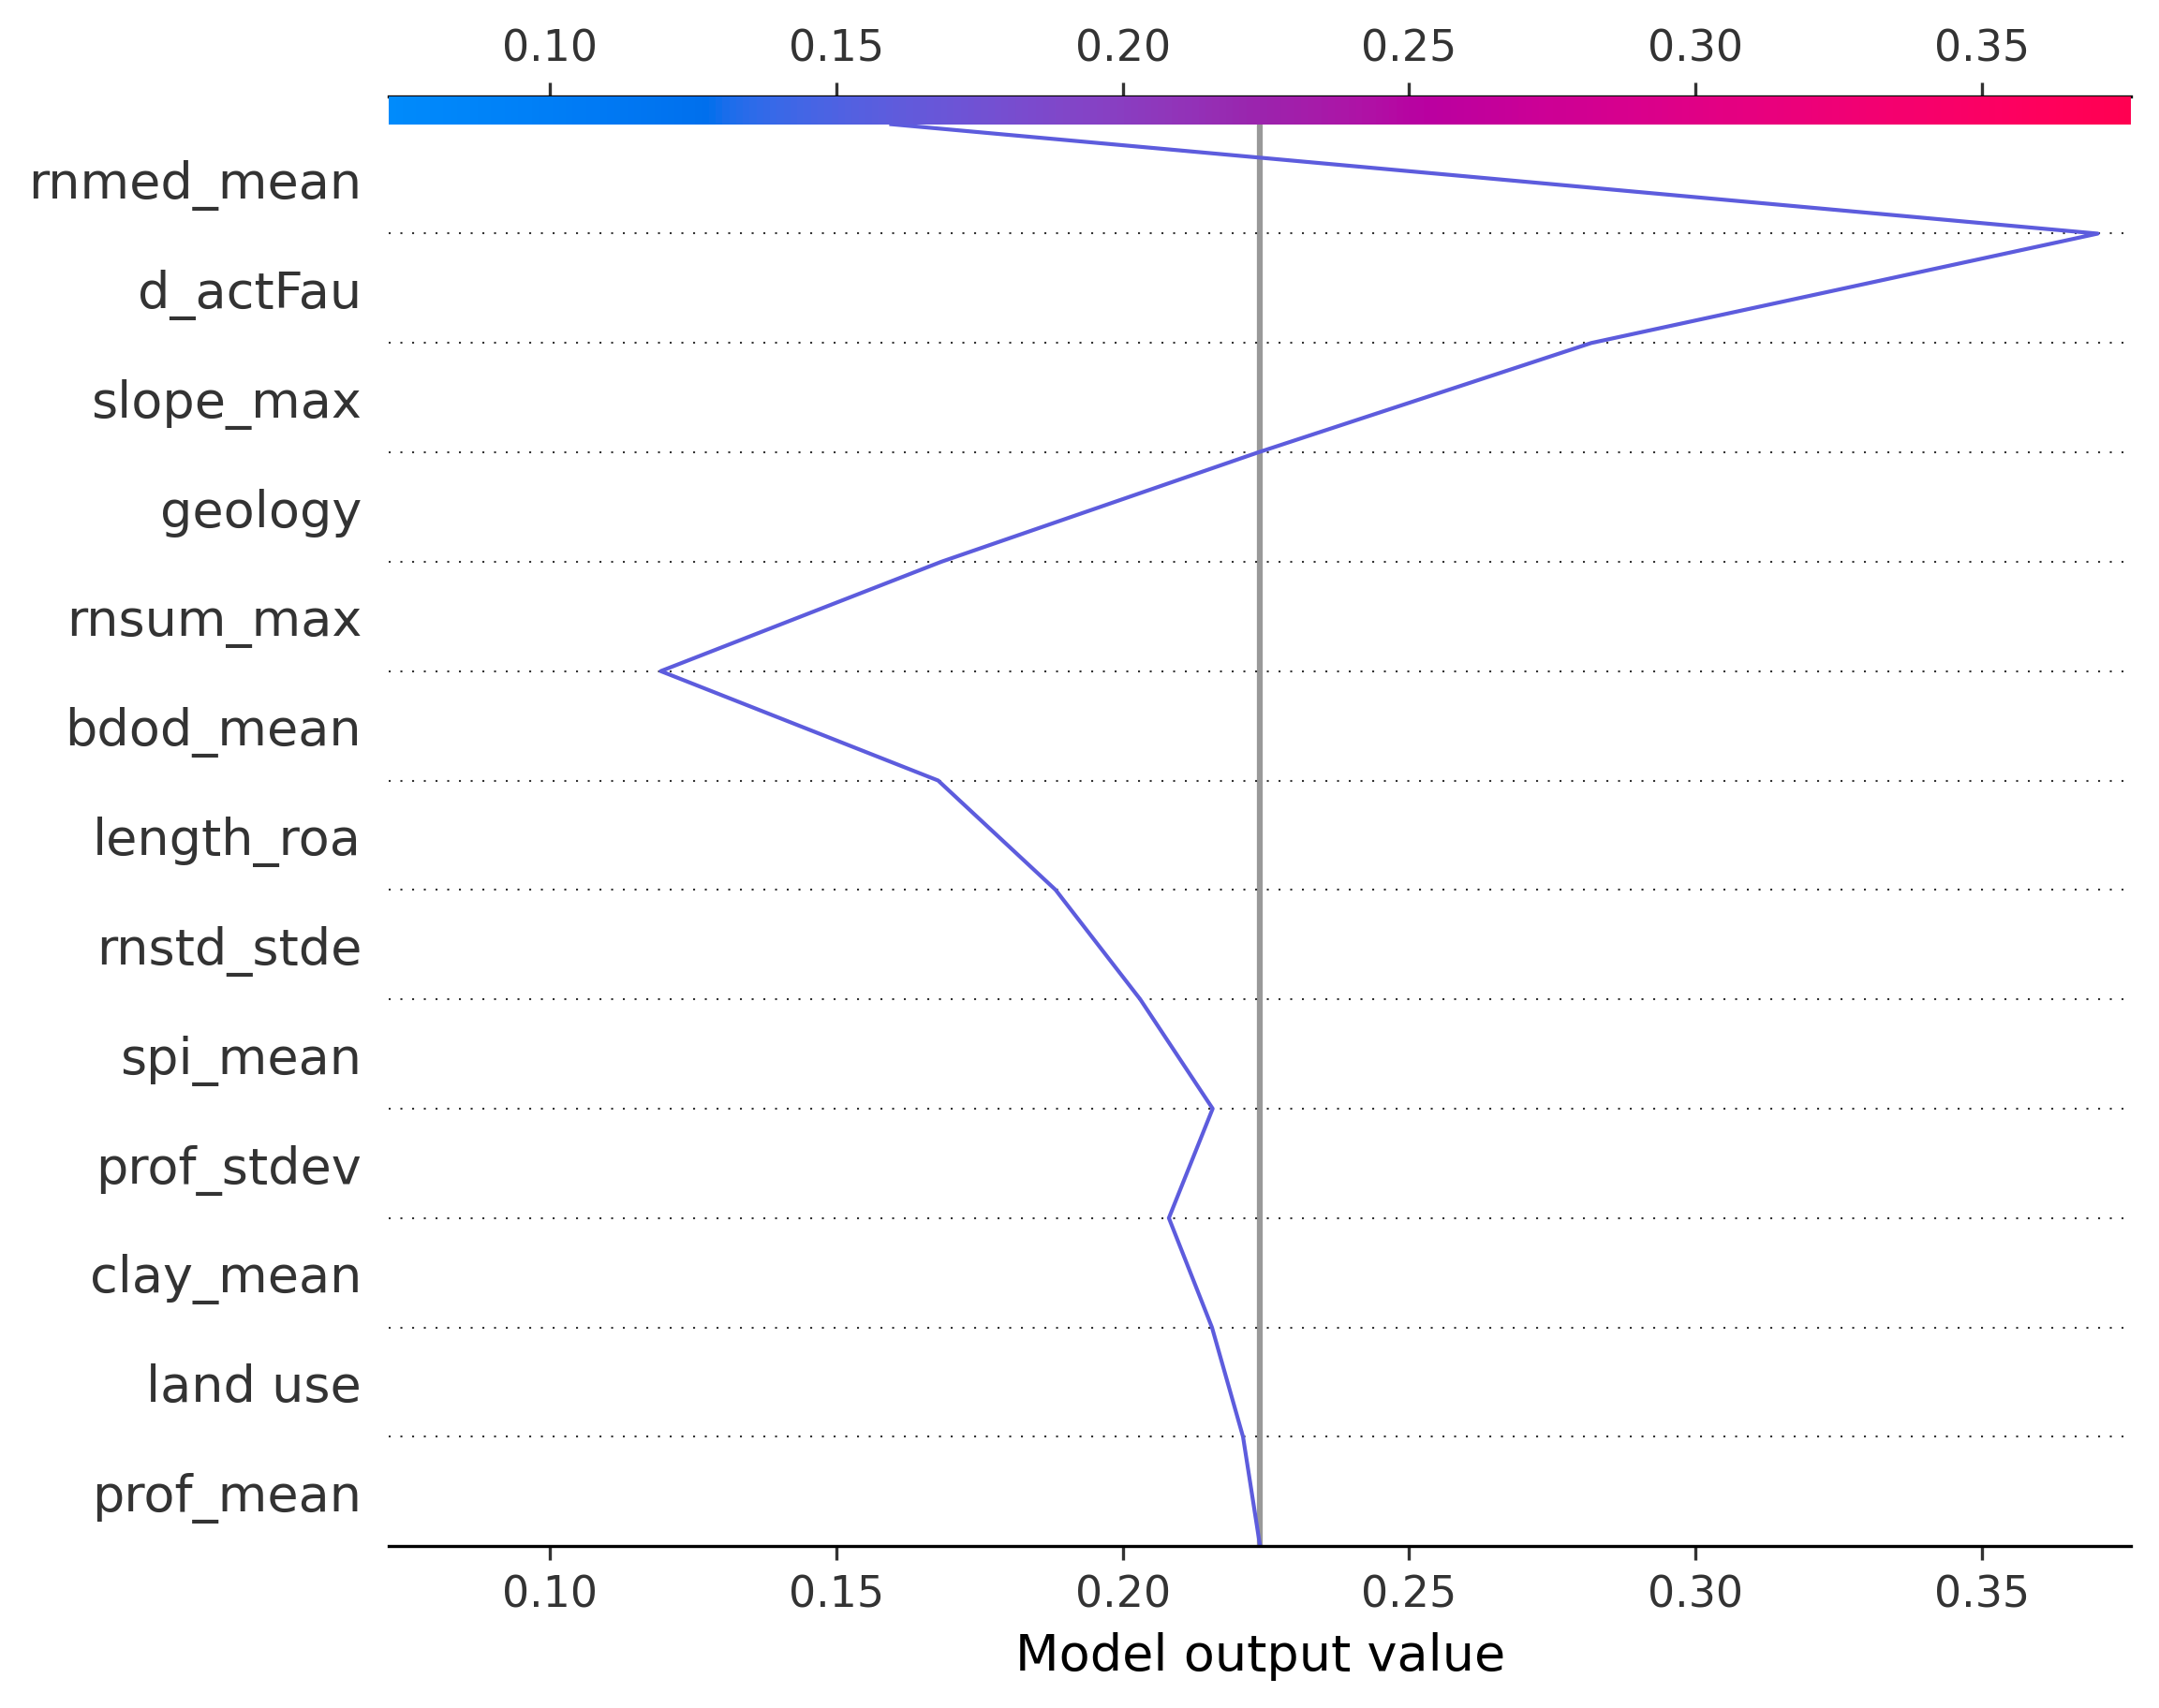 0.10 0.15 0.20 0.25 0.30 0.35
rnmed_mean
d_actFau
slope_max
geology
rnsum_max
bdod_mean
length_roa
rnstd_stde
spi_mean
prof_stdev
clay_mean
land use
prof_mean
0.10 0.15 0.20 0.25 0.30 0.35
Model output value